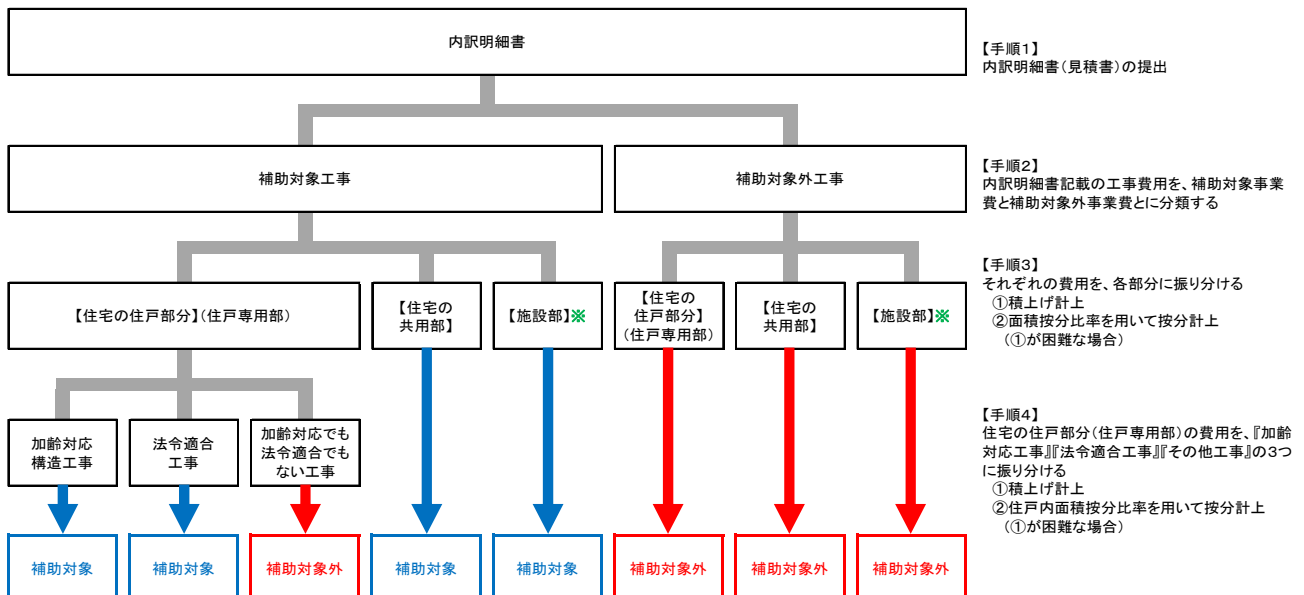 内訳明細書
【手順1】
内訳明細書(見積書)の提出
補助対象工事
補助対象外工事
【手順2】
内訳明細書記載の工事費用を、補助対象事業
費と補助対象外事業費とに分類する
【住宅の住戸部分】(住戸専用部)
【住宅の
共用部】
【施設部】※
【住宅の
住戸部分】
(住戸専用部)
【住宅の
共用部】
【施設部】※
【手順3】
それぞれの費用を、各部分に振り分ける
①積上げ計上
②面積按分比率を用いて按分計上
(①が困難な場合)
加齢対応
構造工事
法令適合
工事
加齢対応でも
法令適合でも
ない工事
【手順4】
住宅の住戸部分(住戸専用部)の費用を、『加齢
対応工事』『法令適合工事』『その他工事』の3つ
に振り分ける
①積上げ計上
②住戸内面積按分比率を用いて按分計上
(①が困難な場合)
補助対象
補助対象
補助対象外
補助対象
補助対象
補助対象外
補助対象外
補助対象外